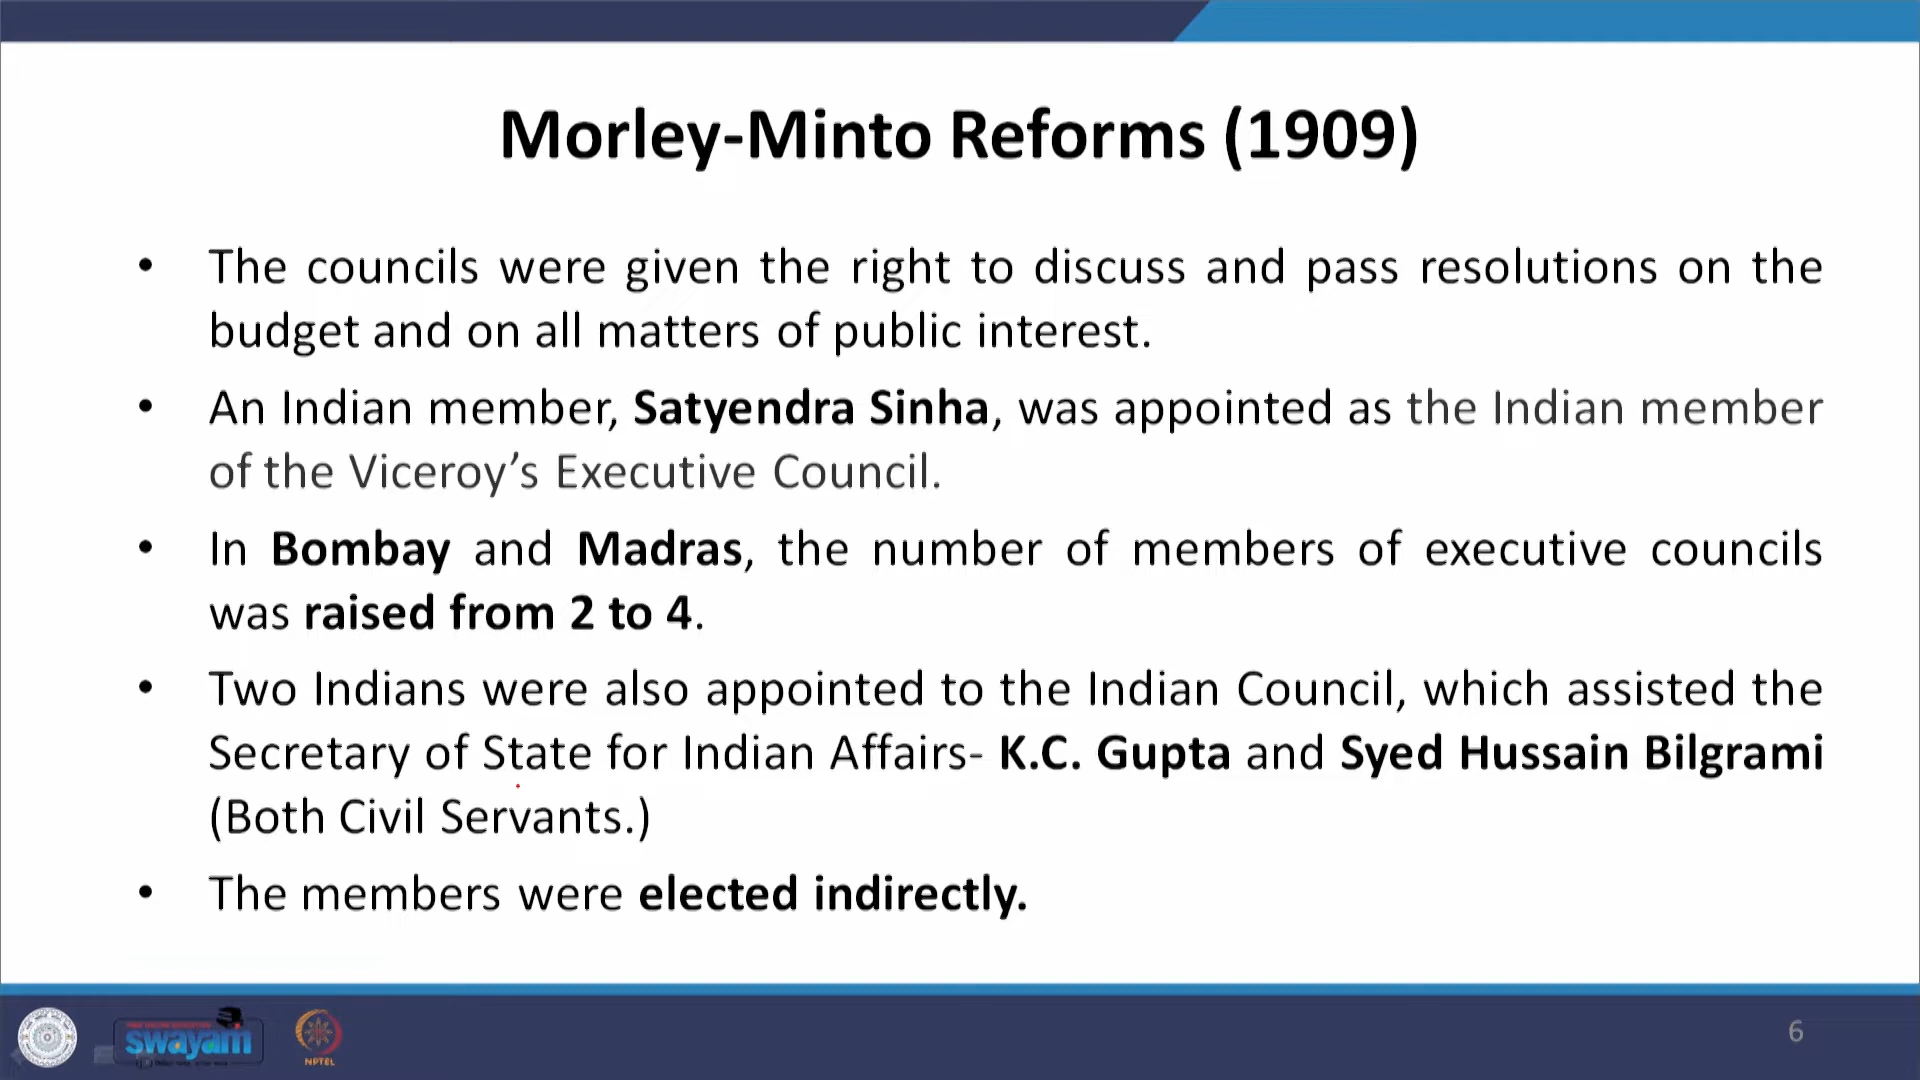 Morley-Minto Reforms (1909)
• The councils were given the right to discuss and pass resolutions on the
budget and on all matters of public interest.
• An Indian member, Satyendra Sinha, was appointed as the Indian member
of the Viceroy’s Executive Council.
• In Bombay and Madras, the number of members of executive councils
was raised from 2 to 4.
• Two Indians were also appointed to the Indian Council, which assisted the
Secretary of State for Indian Affairs- K.C. Gupta and Syed Hussain Bilgrami
(Both Civil Servants.)
• The members were elected indirectly.
swayam
NPTEL
6